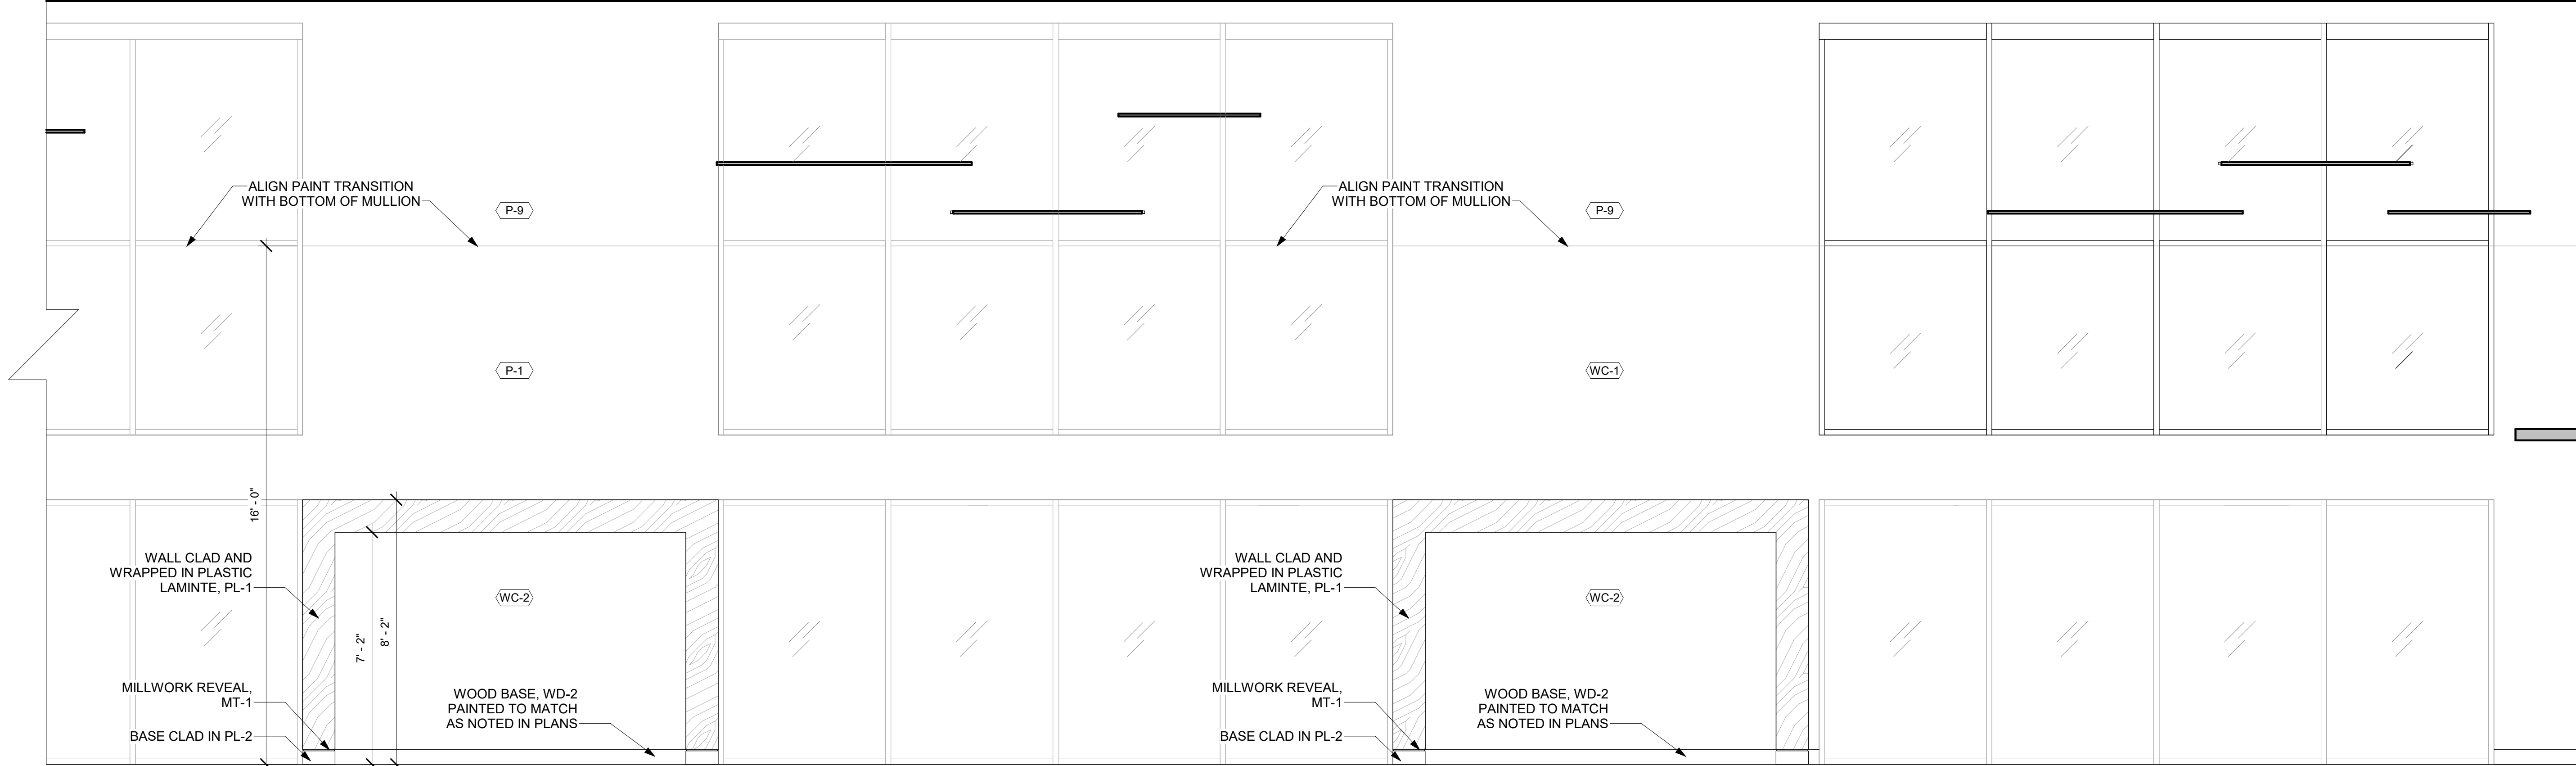 ALIGN PAINT TRANSITION
WITH BOTTOM OF MULLION
P-9
ALIGN PAINT TRANSITION
WITH BOTTOM OF MULLION
P-9
P-1
WC-1
16' - 0"
WALL CLAD AND
WRAPPED IN PLASTIC
LAMINTE, PL-1
7' - 2"
8' - 2"
WC-2
WALL CLAD AND
WRAPPED IN PLASTIC
LAMINTE, PL-1
WC-2
MILLWORK REVEAL,
MT-1
BASE CLAD IN PL-2
WOOD BASE, WD-2
PAINTED TO MATCH
AS NOTED IN PLANS
MILLWORK REVEAL,
MT-1
BASE CLAD IN PL-2
WOOD BASE, WD-2
PAINTED TO MATCH
AS NOTED IN PLANS